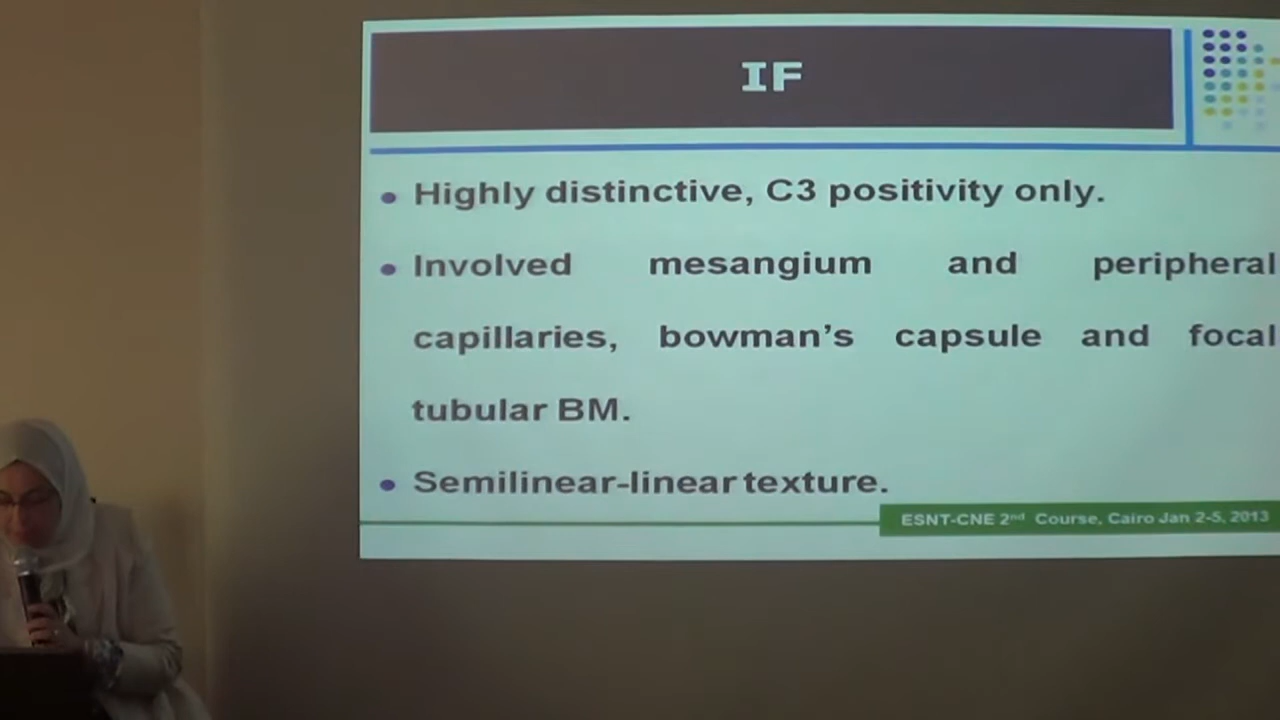 IF
Highly distinctive, C3 positivity only.
Involved mesangium and peripheral
capillaries, bowman's capsule and focal
tubular BM.
Semilinear-linear texture.
ESNT-CNE 2nd Course, Cairo Jan 2-5, 2013